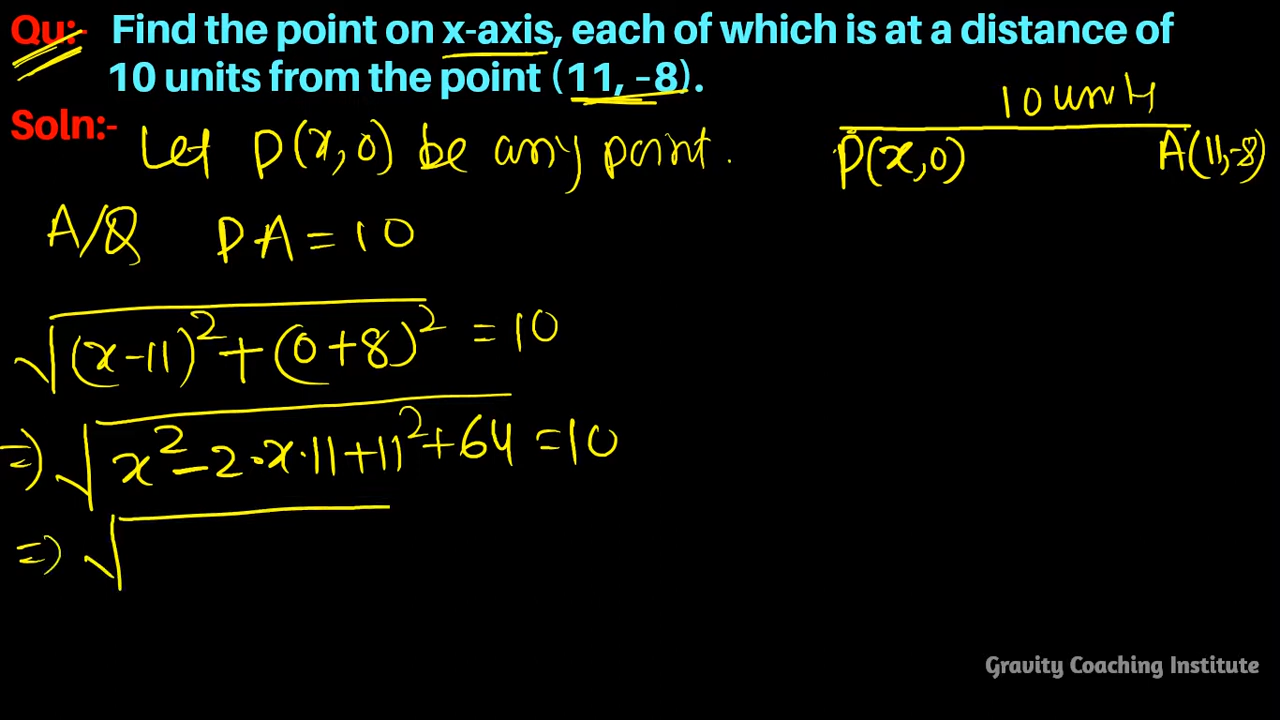 Qu:- Find the point on x-axis, each of which is at a distance of
10 units from the point (11, -8).
10 units
Soln:- Let P(x,0) be any point.
P(x,0) A(11,-8)
A/Q PA = 10
√(x-11)²+(0+8)² = 10
=> √x²-2·x·11+11²+64 = 10
=> √
Gravity Coaching Institute